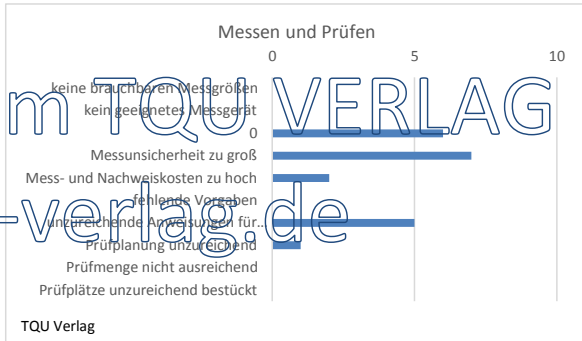 Messen und Prüfen
0 5 10
keine brauchbaren Messgrößen
kein geeignetes Messgerät
0
Messunsicherheit zu groß
Mess- und Nachweiskosten zu hoch
fehlende Vorgaben
unzureichende Anweisungen für…
Prüfplanung unzureichend
Prüfmenge nicht ausreichend
Prüfplätze unzureichend bestückt
m TQU VERLAG
-verlag.de
TQU Verlag